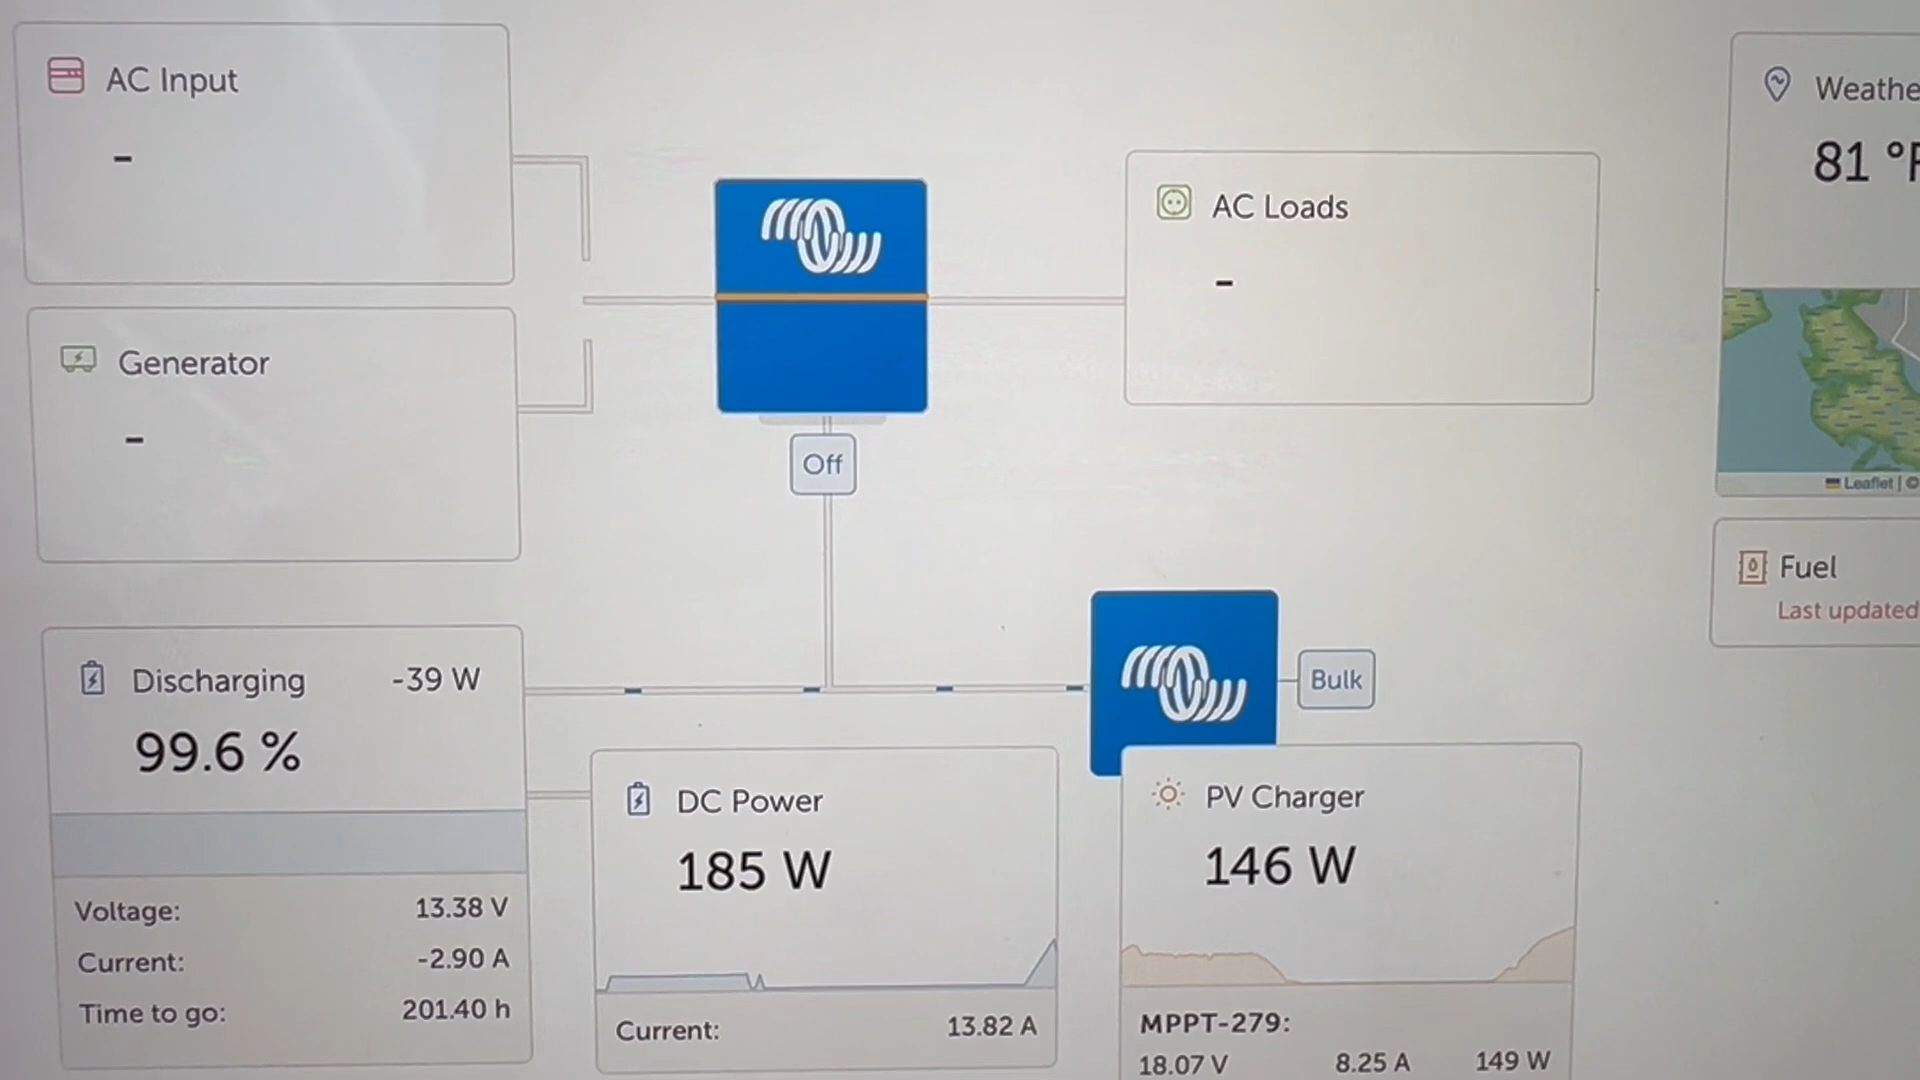 AC Input
-
Generator
-
Off
AC Loads
-
Weathe
81 °F
Leaflet | ©
Fuel
Last updated
Discharging -39 W
99.6 %
Voltage: 13.38 V
Current: -2.90 A
Time to go: 201.40 h
Bulk
DC Power
185 W
Current: 13.82 A
PV Charger
146 W
MPPT-279:
18.07 V 8.25 A 149 W